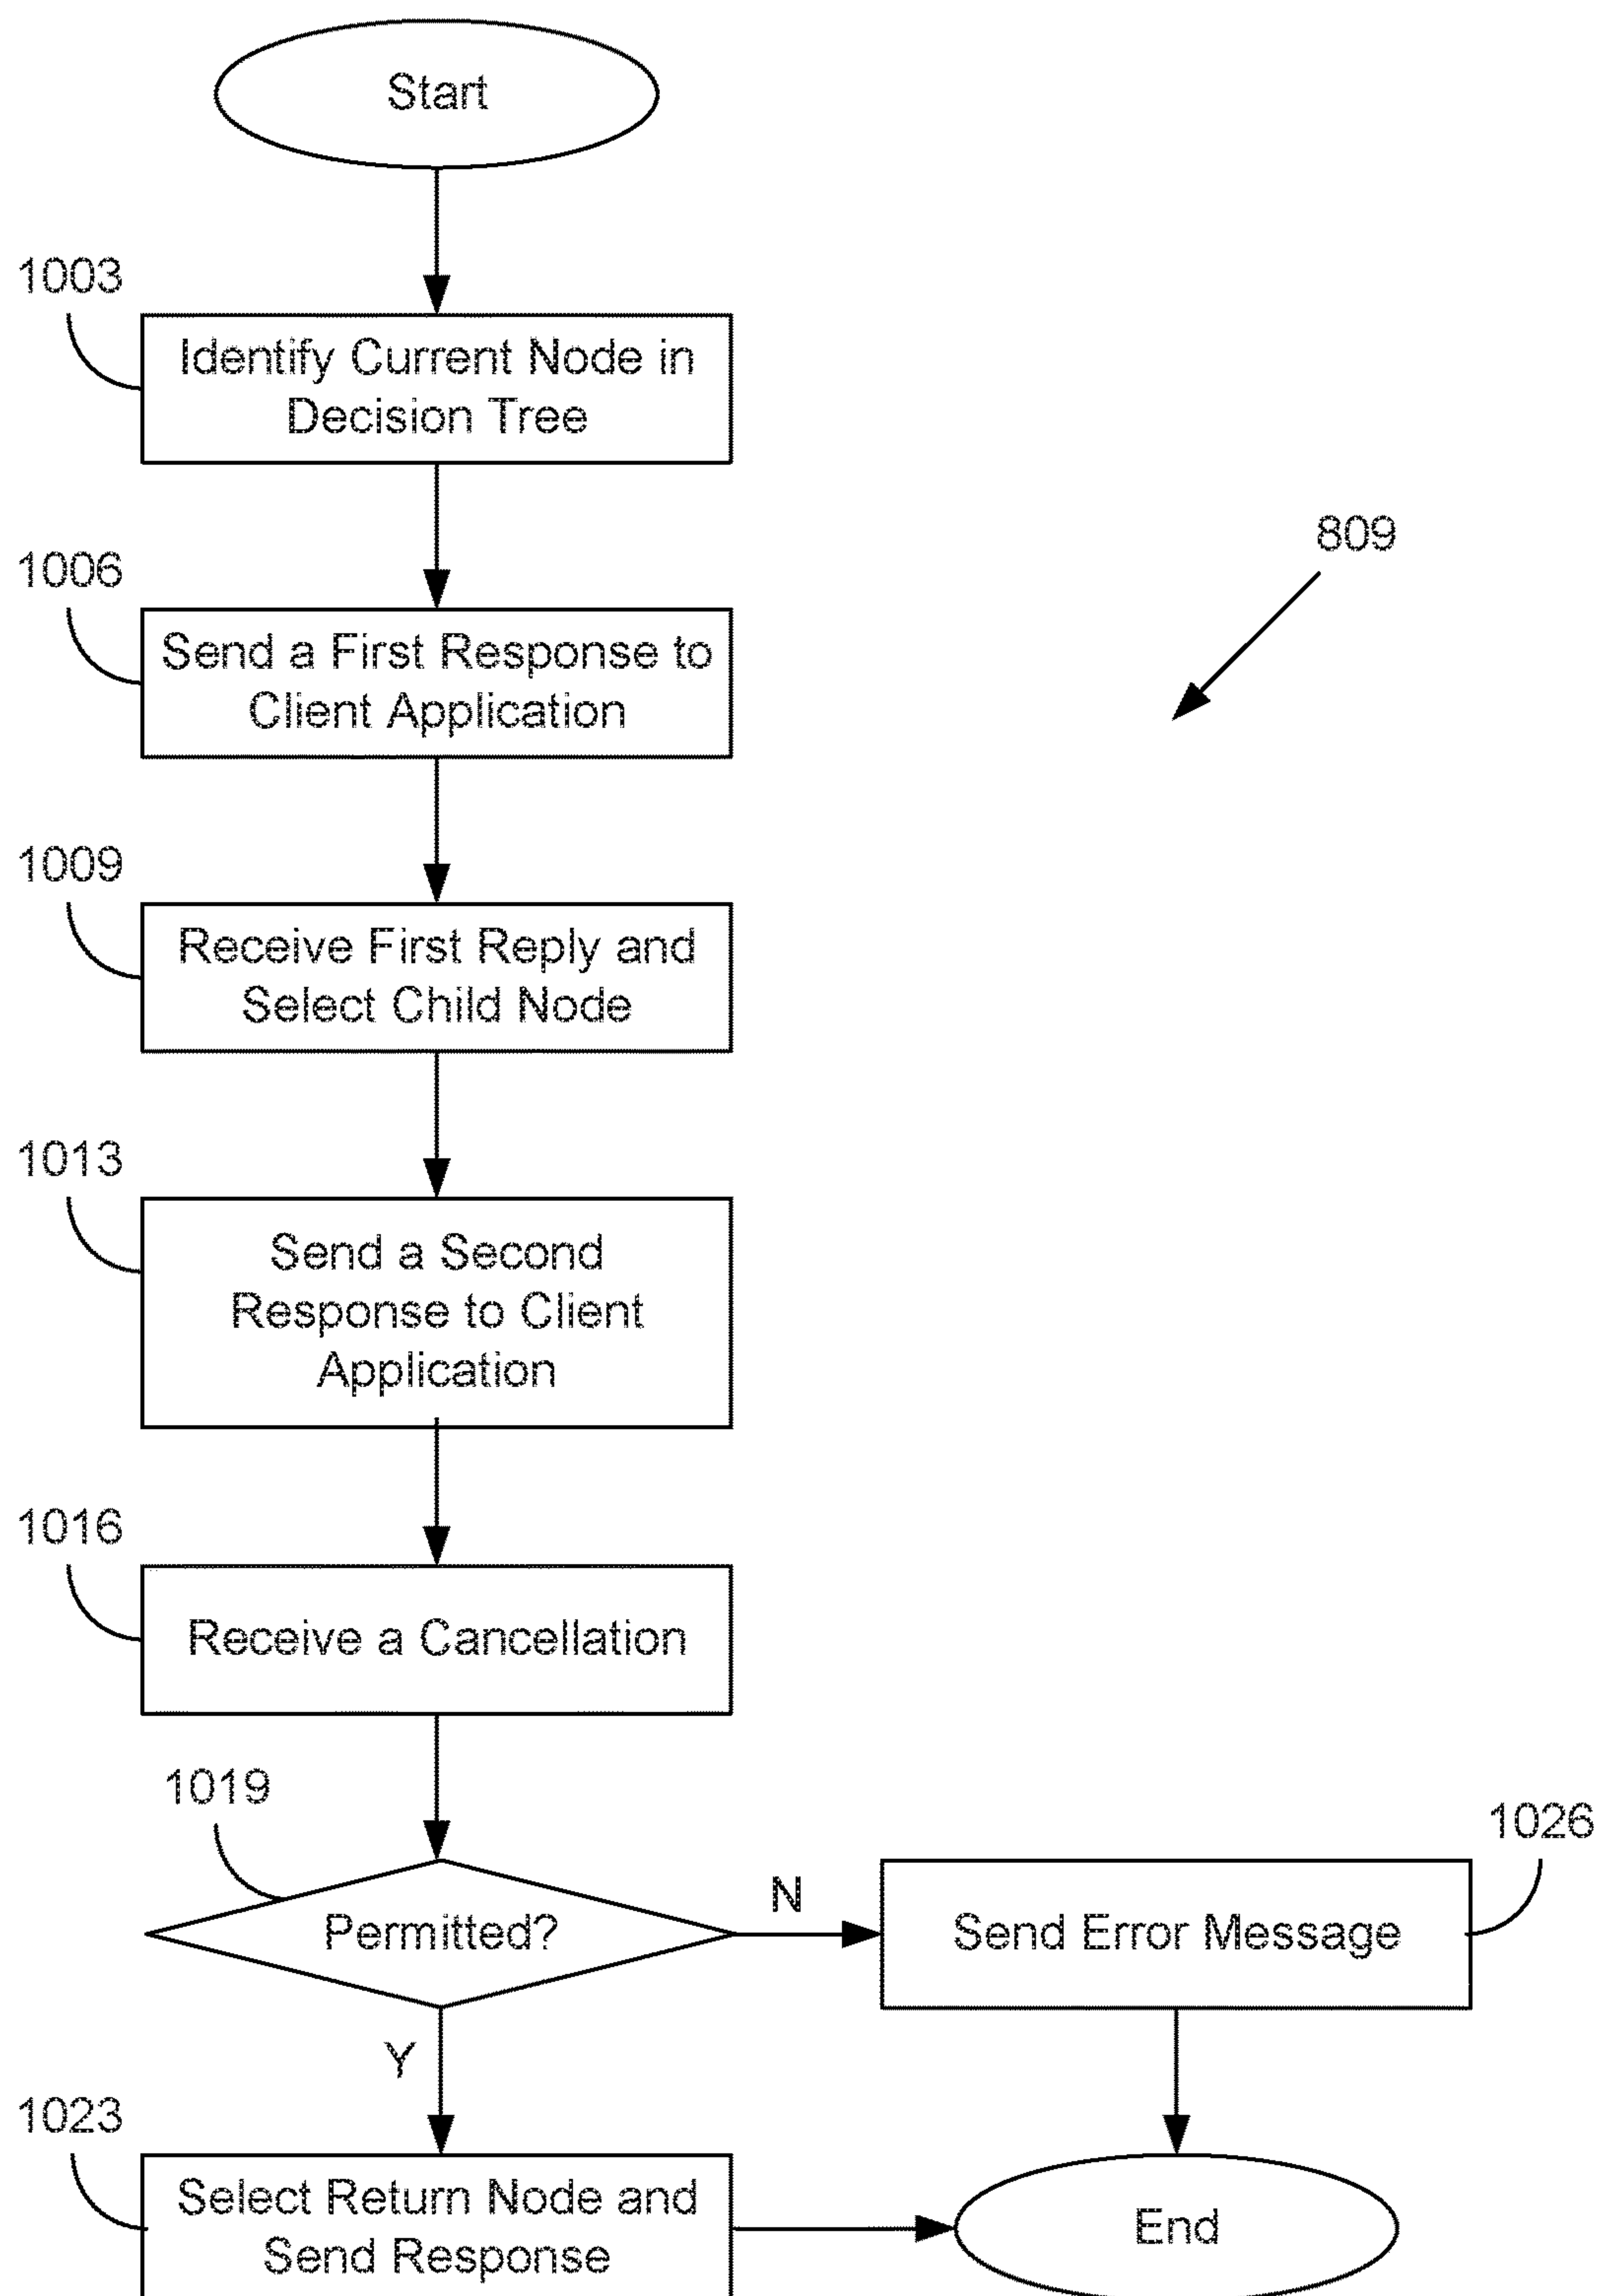 Start
1003
Identify Current Node in
Decision Tree
809
1006
Send a First Response to
Client Application
1009
Receive First Reply and
Select Child Node
1013
Send a Second
Response to Client
Application
1016
Receive a Cancellation
1019
Permitted?
N
1026
Send Error Message
Y
1023
Select Return Node and
Send Response
End